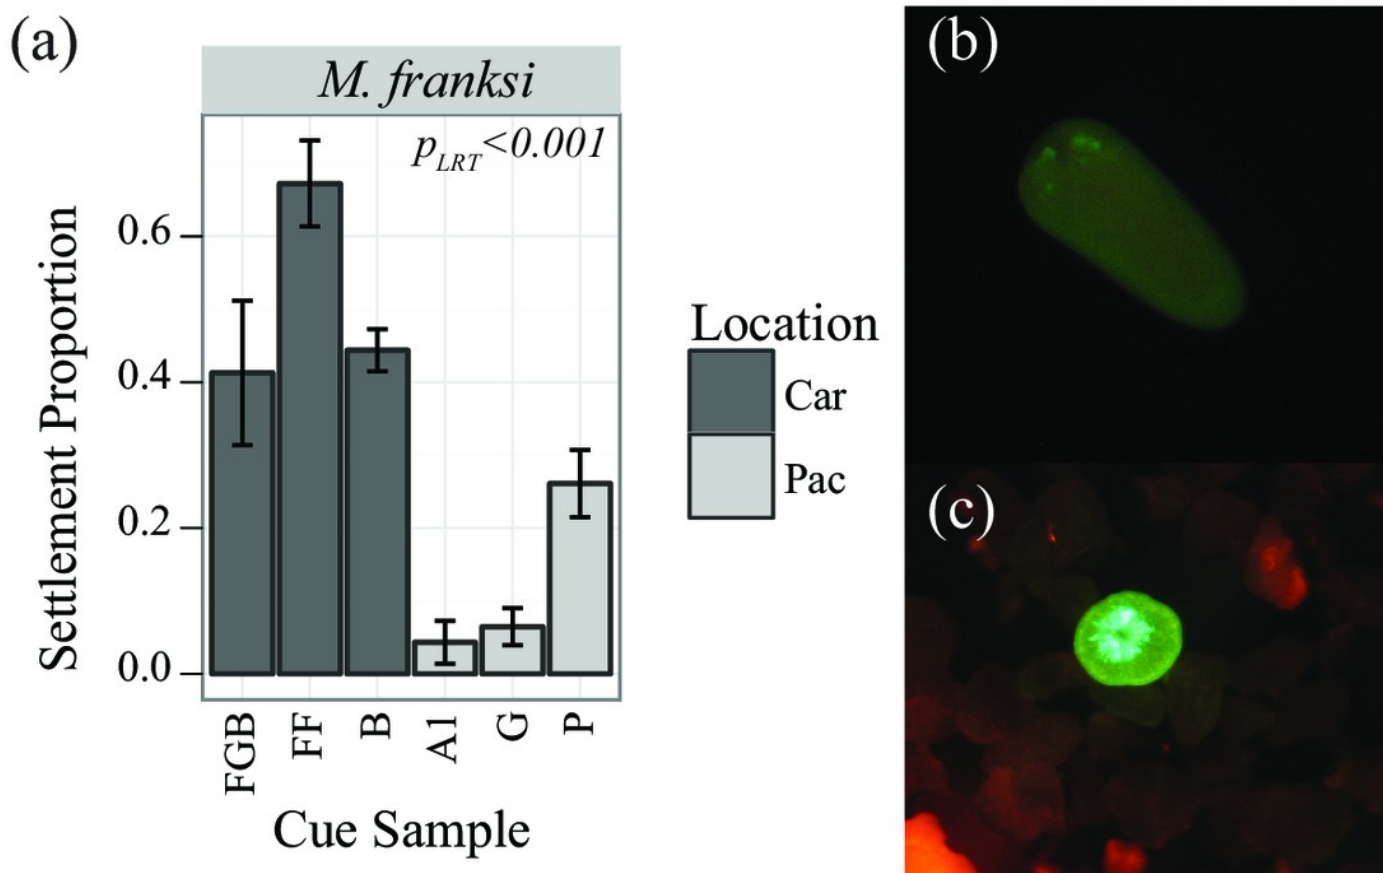 (a)
M. franksi
p_LRT<0.001
Settlement Proportion
0.6
0.4
0.2
0.0
FGB
FF
B
A1
G
P
Cue Sample
Location
Car
Pac
(b)
(c)